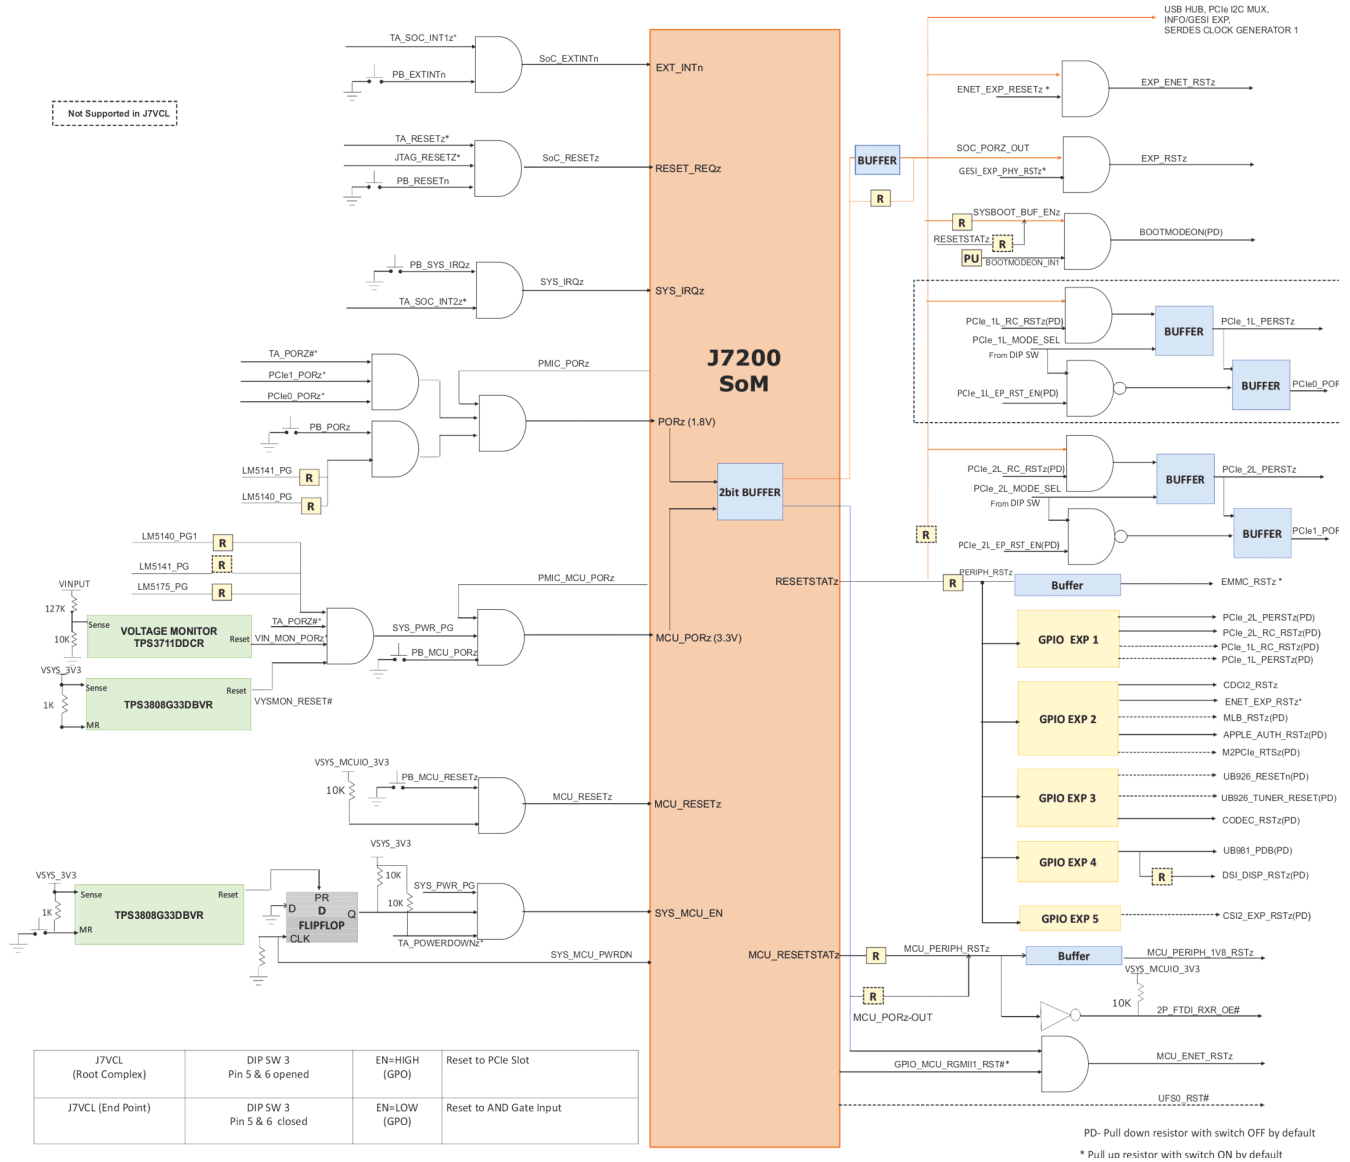 USB HUB, PCIe I2C MUX,
INFO/GESI EXP,
SERDES CLOCK GENERATOR 1
Not Supported in J7VCL
TA_SOC_INT1z*
PB_EXTINTn
SoC_EXTINTn
EXT_INTn
TA_RESETz*
JTAG_RESETZ*
PB_RESETn
SoC_RESETz
RESET_REQz
PB_SYS_IRQz
TA_SOC_INT2z*
SYS_IRQz
SYS_IRQz
J7200
SoM
TA_PORZ#*
PCIe1_PORz*
PCIe0_PORz*
PMIC_PORz
PB_PORz
PORz (1.8V)
LM5141_PG
R
LM5140_PG
R
2bit BUFFER
LM5140_PG1
R
LM5141_PG
R
LM5175_PG
R
VINPUT
127K
10K
Sense
VOLTAGE MONITOR
TPS3711DDCR
Reset
TA_PORZ#*
VIN_MON_PORz*
VSYS_3V3
1K
Sense
Reset
TPS3808G33DBVR
MR
VYSMON_RESET#
SYS_PWR_PG
PMIC_MCU_PORz
PB_MCU_PORz
MCU_PORz (3.3V)
VSYS_MCUIO_3V3
10K
PB_MCU_RESETz
MCU_RESETz
MCU_RESETz
VSYS_3V3
10K
10K
SYS_PWR_PG
TA_POWERDOWNz*
SYS_MCU_EN
VSYS_3V3
1K
Sense
Reset
TPS3808G33DBVR
MR
PR
D
D
Q
FLIPFLOP
CLK
SYS_MCU_PWRDN
BUFFER
R
ENET_EXP_RESETz *
EXP_ENET_RSTz
SOC_PORZ_OUT
GESI_EXP_PHY_RSTz*
EXP_RSTz
R
SYSBOOT_BUF_ENz
RESETSTATz
R
PU
BOOTMODEON_IN1
BOOTMODEON(PD)
PCIe_1L_RC_RSTz(PD)
PCIe_1L_MODE_SEL
From DIP SW
PCIe_1L_EP_RST_EN(PD)
BUFFER
PCIe_1L_PERSTz
BUFFER
PCIe0_POR
PCIe_2L_RC_RSTz(PD)
PCIe_2L_MODE_SEL
From DIP SW
PCIe_2L_EP_RST_EN(PD)
BUFFER
PCIe_2L_PERSTz
BUFFER
PCIe1_POR
R
RESETSTATz
R
PERIPH_RSTz
Buffer
EMMC_RSTz *
GPIO EXP 1
PCIe_2L_PERSTz(PD)
PCIe_2L_RC_RSTz(PD)
PCIe_1L_RC_RSTz(PD)
PCIe_1L_PERSTz(PD)
GPIO EXP 2
CDCI2_RSTz
ENET_EXP_RSTz*
MLB_RSTz(PD)
APPLE_AUTH_RSTz(PD)
M2PCIe_RTSz(PD)
GPIO EXP 3
UB926_RESETn(PD)
UB926_TUNER_RESET(PD)
CODEC_RSTz(PD)
GPIO EXP 4
UB981_PDB(PD)
R
DSI_DISP_RSTz(PD)
GPIO EXP 5
CSI2_EXP_RSTz(PD)
MCU_RESETSTATz
R
MCU_PERIPH_RSTz
Buffer
MCU_PERIPH_1V8_RSTz
R
MCU_PORz-OUT
VSYS_MCUIO_3V3
10K
2P_FTDI_RXR_OE#
GPIO_MCU_RGMII1_RST#*
MCU_ENET_RSTz
UFS0_RST#
J7VCL
(Root Complex)
DIP SW 3
Pin 5 & 6 opened
EN=HIGH
(GPO)
Reset to PCIe Slot
J7VCL (End Point)
DIP SW 3
Pin 5 & 6 closed
EN=LOW
(GPO)
Reset to AND Gate Input
PD- Pull down resistor with switch OFF by default
* Pull up resistor with switch ON by default